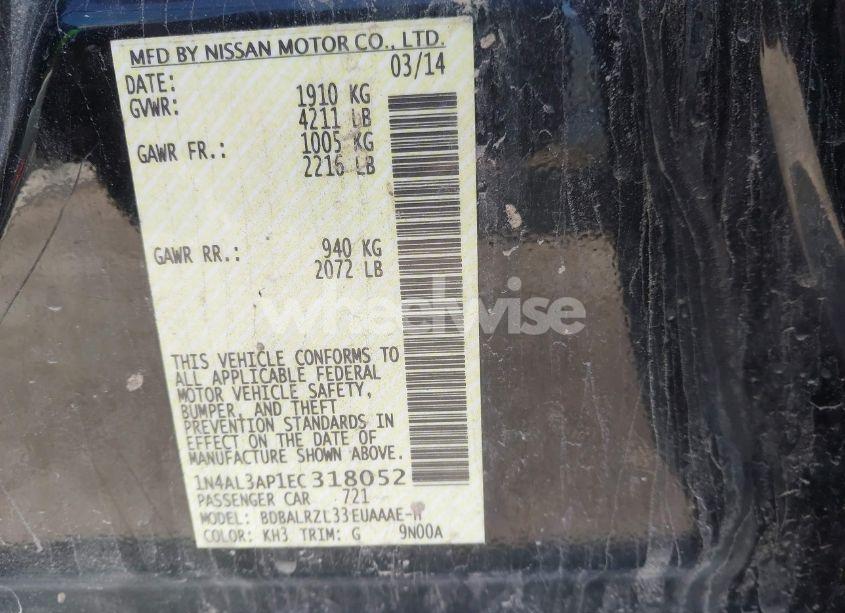 MFD BY NISSAN MOTOR CO., LTD.
DATE: 03/14
GVWR: 1910 KG
4211 LB
GAWR FR.: 1005 KG
2216 LB
GAWR RR.: 940 KG
2072 LB
wheelwise
THIS VEHICLE CONFORMS TO
ALL APPLICABLE FEDERAL
MOTOR VEHICLE SAFETY,
BUMPER, AND THEFT
PREVENTION STANDARDS IN
EFFECT ON THE DATE OF
MANUFACTURE SHOWN ABOVE.
1N4AL3AP1EC318052
PASSENGER CAR 721
MODEL: BDBALRZL33EUAAAE-H
COLOR: KH3 TRIM: G 9N00A